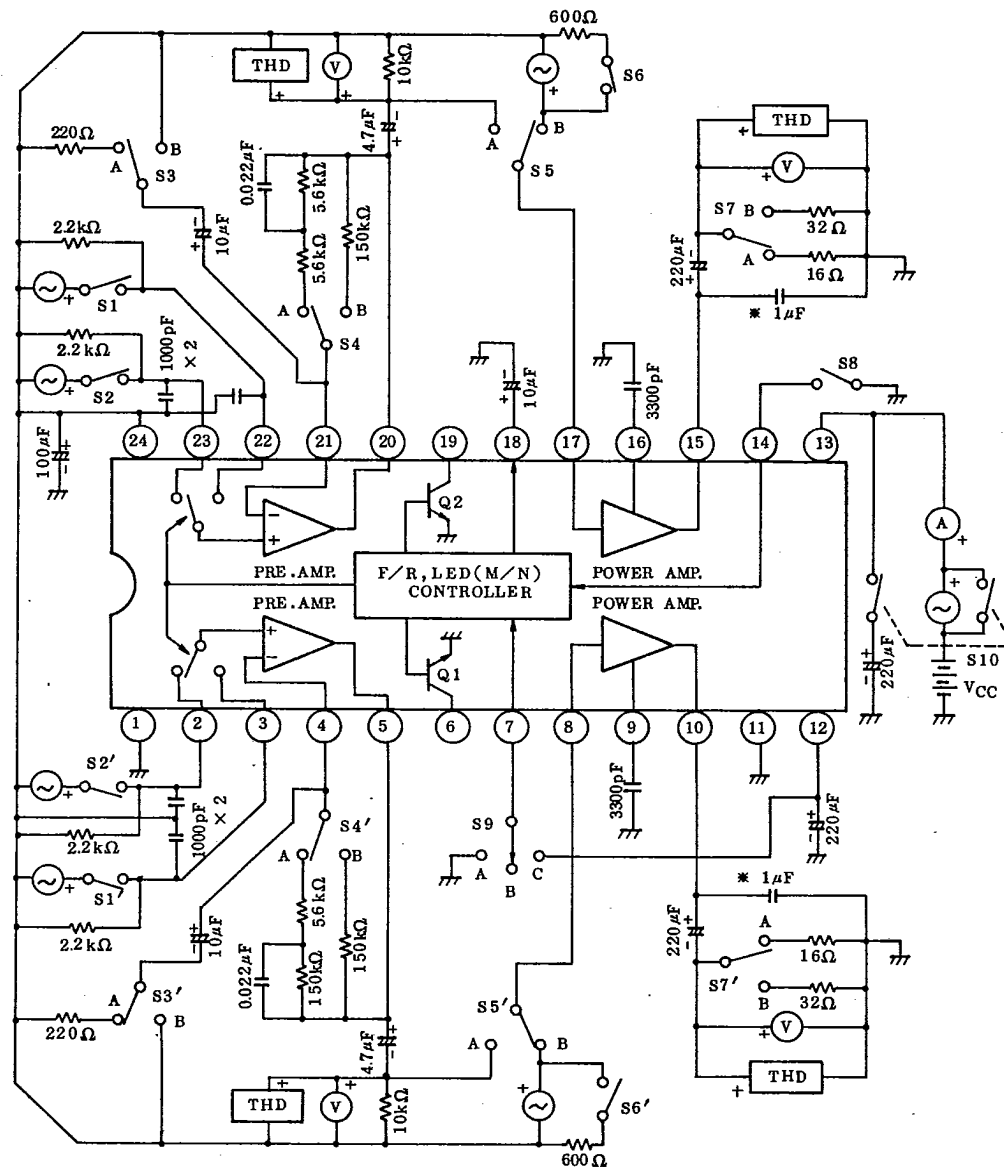 600Ω
THD
V
+
+
10kΩ
+
S6
220Ω
A
B
S3
4.7μF
-
+
A
B
S5
THD
+
V
+
0.022μF
5.6kΩ
5.6kΩ
150kΩ
-
+
10μF
S7
B
32Ω
A
16Ω
220μF
-
+
※ 1μF
2.2kΩ
+
S1
A
B
S4
2.2kΩ
+
S2
1000pF
× 2
-
+
10μF
3300pF
S8
100μF
+
-
24
23
22
21
20
19
18
17
16
15
14
13
-
+
Q2
A
+
PRE.AMP.
F/R,LED(M/N)
CONTROLLER
POWER AMP.
PRE.AMP.
POWER AMP.
+
-
Q1
+
S10
220μF
+
-
VCC
1
2
3
4
5
6
7
8
9
10
11
12
S2'
+
1000pF
× 2
2.2kΩ
S1'
+
2.2kΩ
10μF
+
-
S4'
A
B
5.6kΩ
150kΩ
150kΩ
0.022μF
S9
A
B
C
3300pF
220μF
+
-
※ 1μF
220μF
+
-
A
16Ω
S7'
B
32Ω
V
+
THD
+
A
S3'
B
220Ω
4.7μF
+
-
S5'
A
B
THD
+
V
+
10kΩ
+
S6'
600Ω